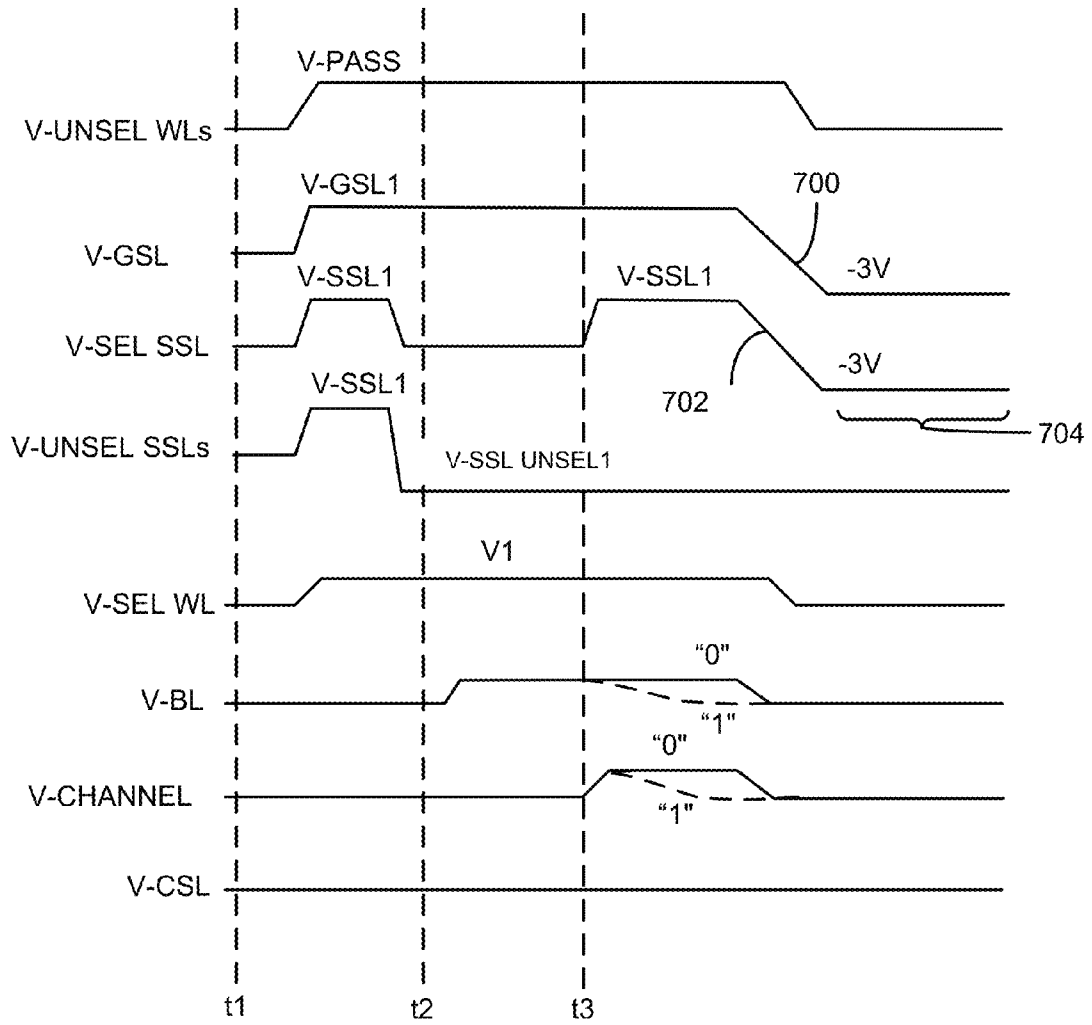 V-PASS
V-UNSEL WLs
V-GSL1
700
V-GSL
-3V
V-SSL1
V-SSL1
V-SEL SSL
-3V
V-SSL1
702
V-UNSEL SSLs
704
V-SSL UNSEL1
V1
V-SEL WL
"0"
V-BL
"1"
"0"
V-CHANNEL
"1"
V-CSL
t1
t2
t3